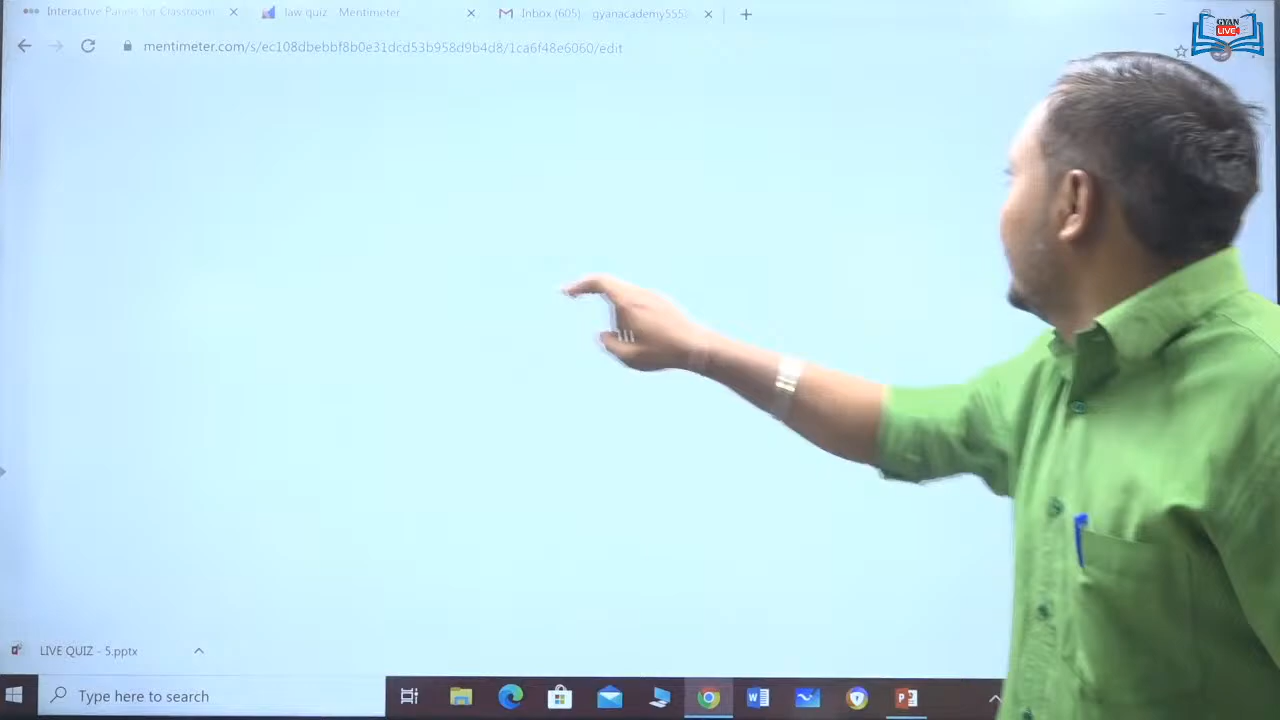 Interactive Panels for Classroom
law quiz - Mentimeter
Inbox (605) - gyanacademy555
GYAN
LIVE
mentimeter.com/s/ec108dbebbf8b0e31dcd53b958d9b4d8/1ca6f48e6060/edit
LIVE QUIZ - 5.pptx
Type here to search